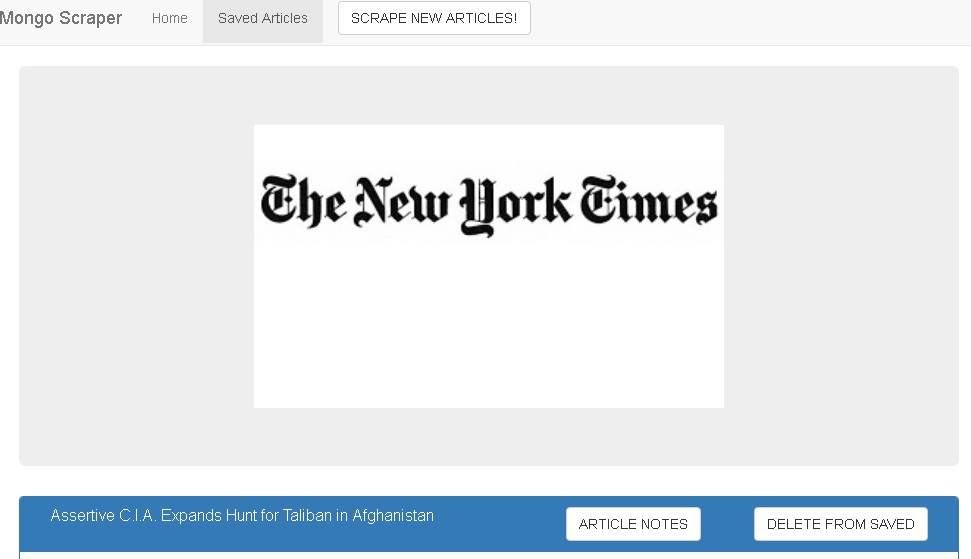 Mongo Scraper Home Saved Articles SCRAPE NEW ARTICLES!
The New York Times
Assertive C.I.A. Expands Hunt for Taliban in Afghanistan ARTICLE NOTES DELETE FROM SAVED